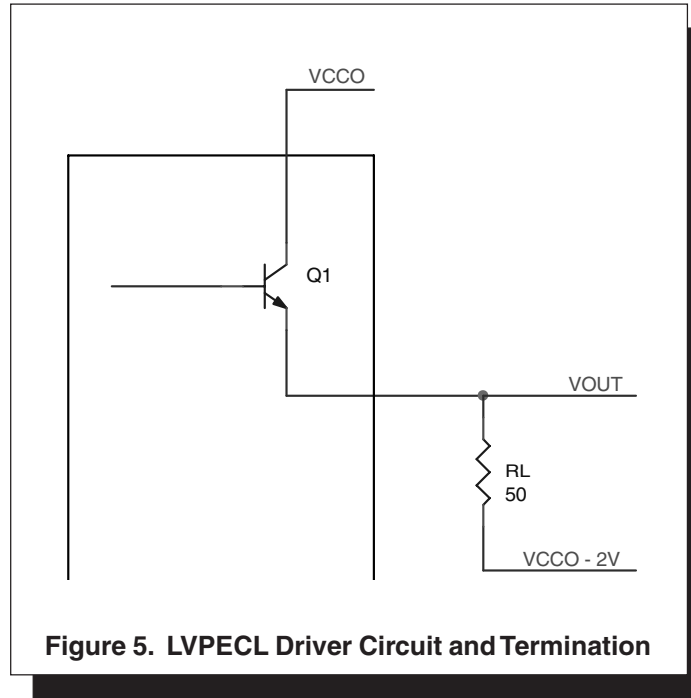 VCCO
Q1
VOUT
RL
50
VCCO - 2V
Figure 5. LVPECL Driver Circuit and Termination